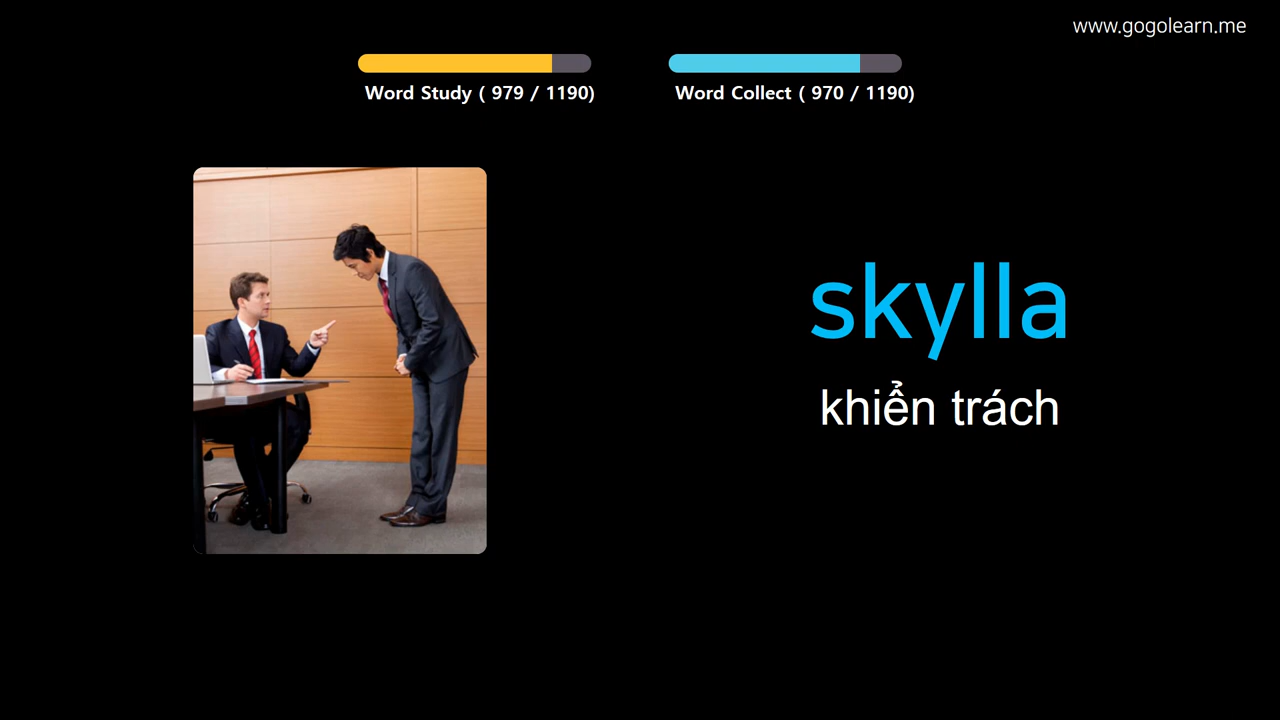 www.gogolearn.me
Word Study ( 979 / 1190)
Word Collect ( 970 / 1190)
skylla
khiển trách